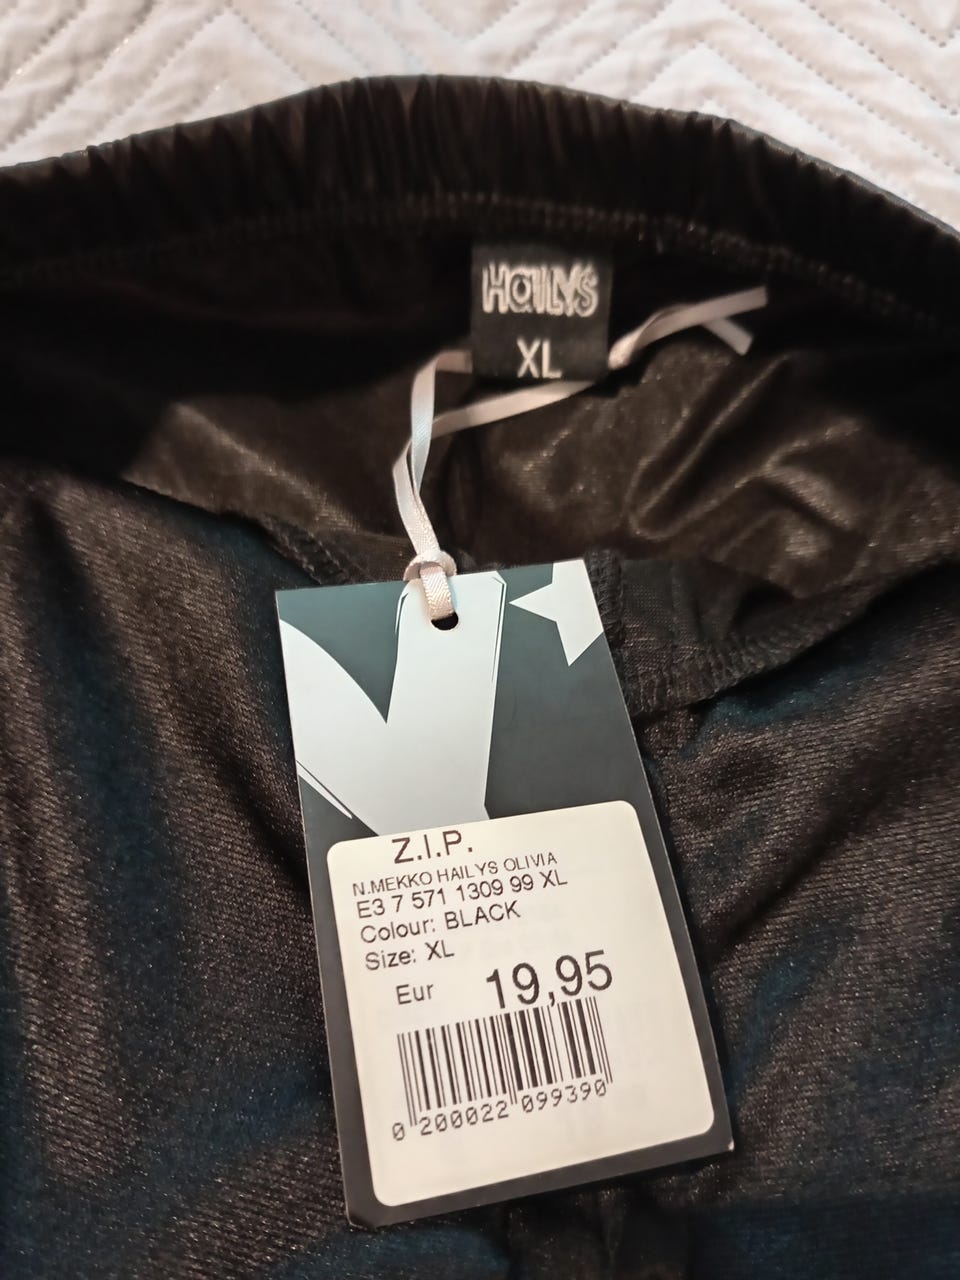 HaiLYS
XL
Z.I.P.
N.MEKKO HAILYS OLIVIA
E3 7 571 1309 99 XL
Colour: BLACK
Size: XL
Eur 19,95
0 200022 099390